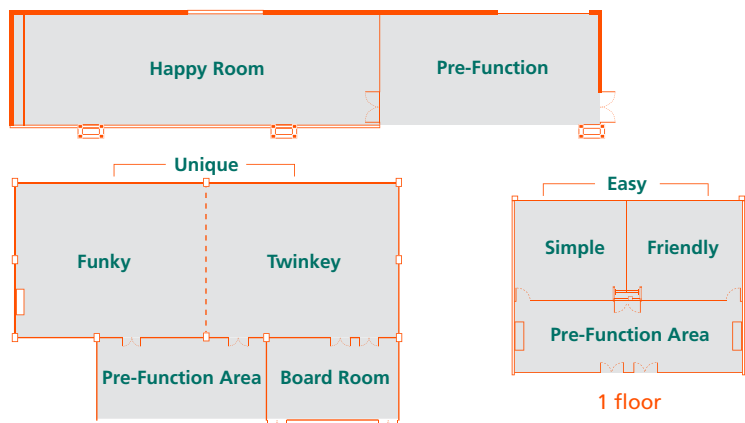 Happy Room
Pre-Function
Unique
Funky
Twinkey
Pre-Function Area
Board Room
Easy
Simple
Friendly
Pre-Function Area
1 floor